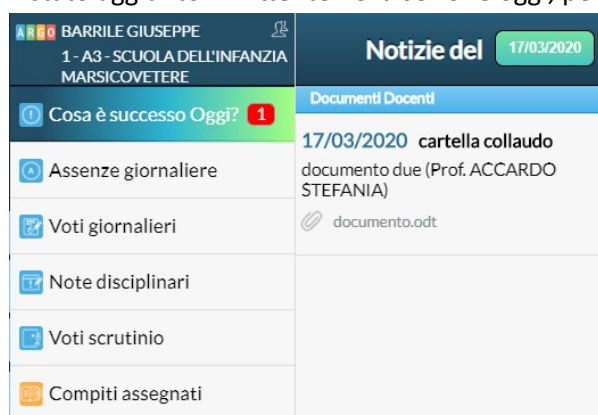 ARGO BARRILE GIUSEPPE
1 - A3 - SCUOLA DELL'INFANZIA
MARSICOVETERE
Cosa è successo Oggi? 1
Assenze giornaliere
Voti giornalieri
Note disciplinari
Voti scrutinio
Compiti assegnati
Notizie del 17/03/2020
Documenti Docenti
17/03/2020 cartella collaudo
documento due (Prof. ACCARDO
STEFANIA)
documento.odt